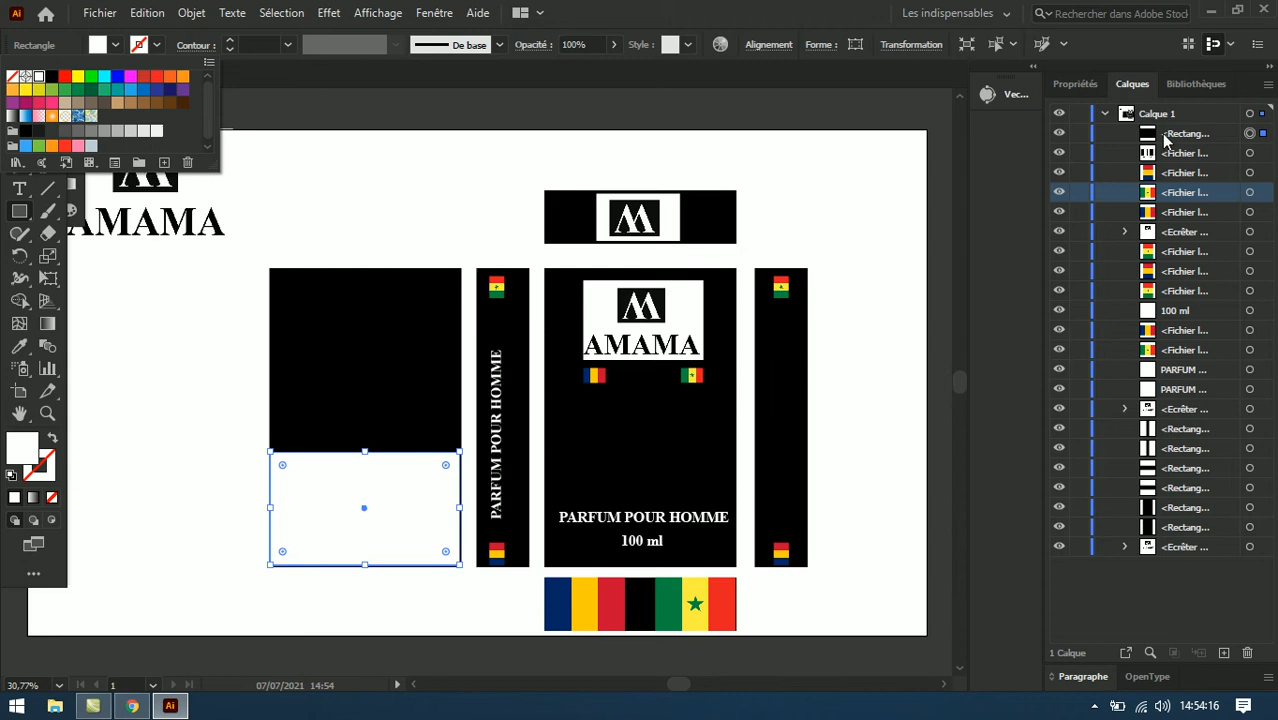 Ai Fichier Edition Objet Texte Sélection Effet Affichage Fenêtre Aide Les indispensables Rechercher dans Adobe Stock
Rectangle Contour : De base Opacité : 100% Style : Alignement Forme : Transformation
Vec...
Propriétés Calques Bibliothèques
Calque 1
<Rectang...
<Fichier l...
<Fichier l...
<Fichier l...
<Fichier l...
<Ecrêter ...
<Fichier l...
<Fichier l...
<Fichier l...
100 ml
<Fichier l...
<Fichier l...
PARFUM ...
PARFUM ...
<Ecrêter ...
<Rectang...
<Rectang...
<Rectang...
<Rectang...
<Rectang...
<Rectang...
<Ecrêter ...
1 Calque
Paragraphe OpenType
AMAMA
PARFUM POUR HOMME
AMAMA
PARFUM POUR HOMME
100 ml
30,77% 1 07/07/2021 14:54
Ai 14:54:16